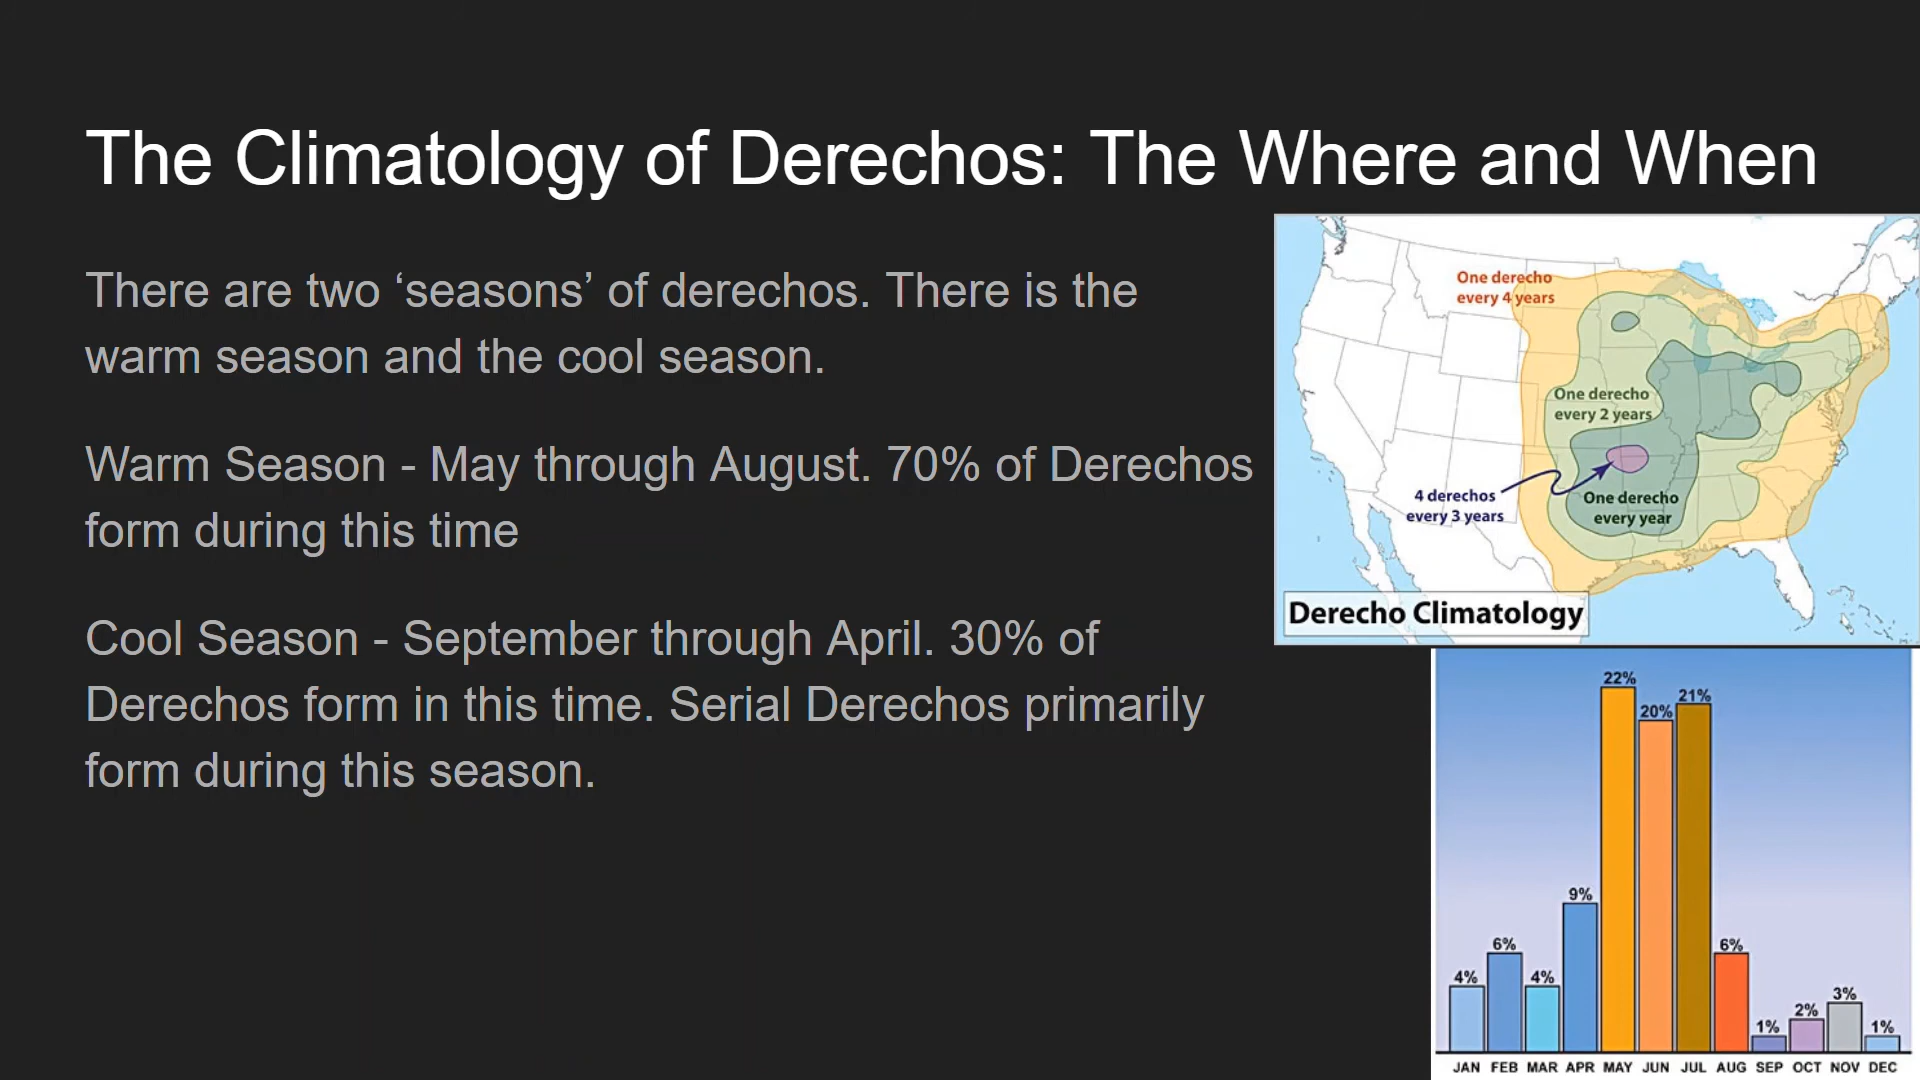 The Climatology of Derechos: The Where and When
There are two ‘seasons’ of derechos. There is the
warm season and the cool season.
Warm Season - May through August. 70% of Derechos
form during this time
Cool Season - September through April. 30% of
Derechos form in this time. Serial Derechos primarily
form during this season.
One derecho
every 4 years
One derecho
every 2 years
4 derechos
every 3 years
One derecho
every year
Derecho Climatology
22%
21%
20%
9%
6%
6%
4%
4%
3%
2%
1%
1%
JAN FEB MAR APR MAY JUN JUL AUG SEP OCT NOV DEC